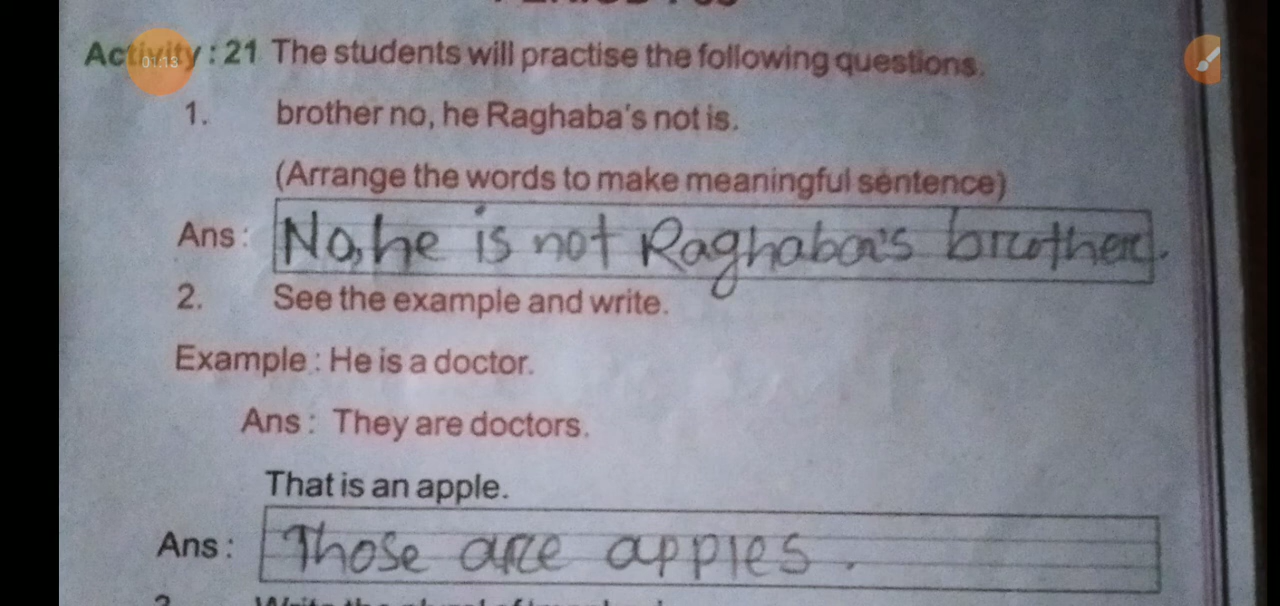 Activity : 21 The students will practise the following questions.
01:13
1. brother no, he Raghaba's not is.
(Arrange the words to make meaningful sentence)
Ans : No, he is not Raghaba's brother.
2. See the example and write.
Example : He is a doctor.
Ans : They are doctors.
That is an apple.
Ans : Those are apples.